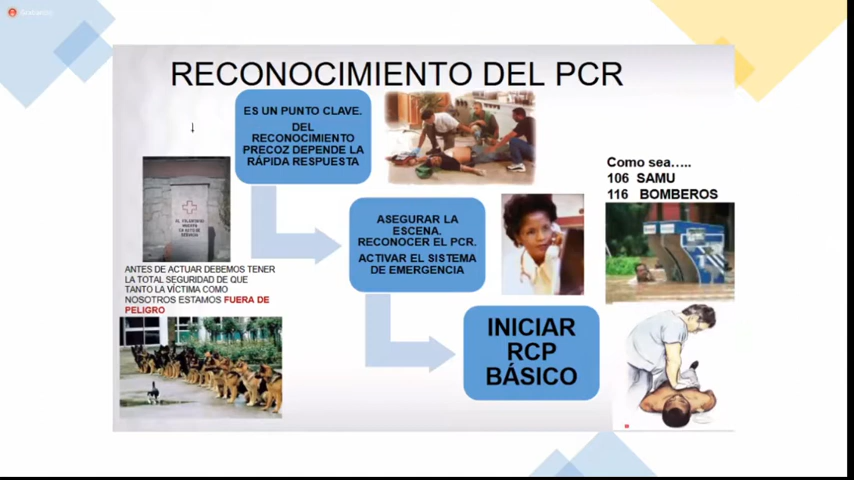 RECONOCIMIENTO DEL PCR
ES UN PUNTO CLAVE.
DEL
RECONOCIMIENTO
PRECOZ DEPENDE LA
RÁPIDA RESPUESTA
Como sea.....
106 SAMU
116 BOMBEROS
ASEGURAR LA
ESCENA.
RECONOCER EL PCR.
ACTIVAR EL SISTEMA
DE EMERGENCIA
ANTES DE ACTUAR DEBEMOS TENER
LA TOTAL SEGURIDAD DE QUE
TANTO LA VÍCTIMA COMO
NOSOTROS ESTAMOS FUERA DE
PELIGRO
INICIAR
RCP
BÁSICO